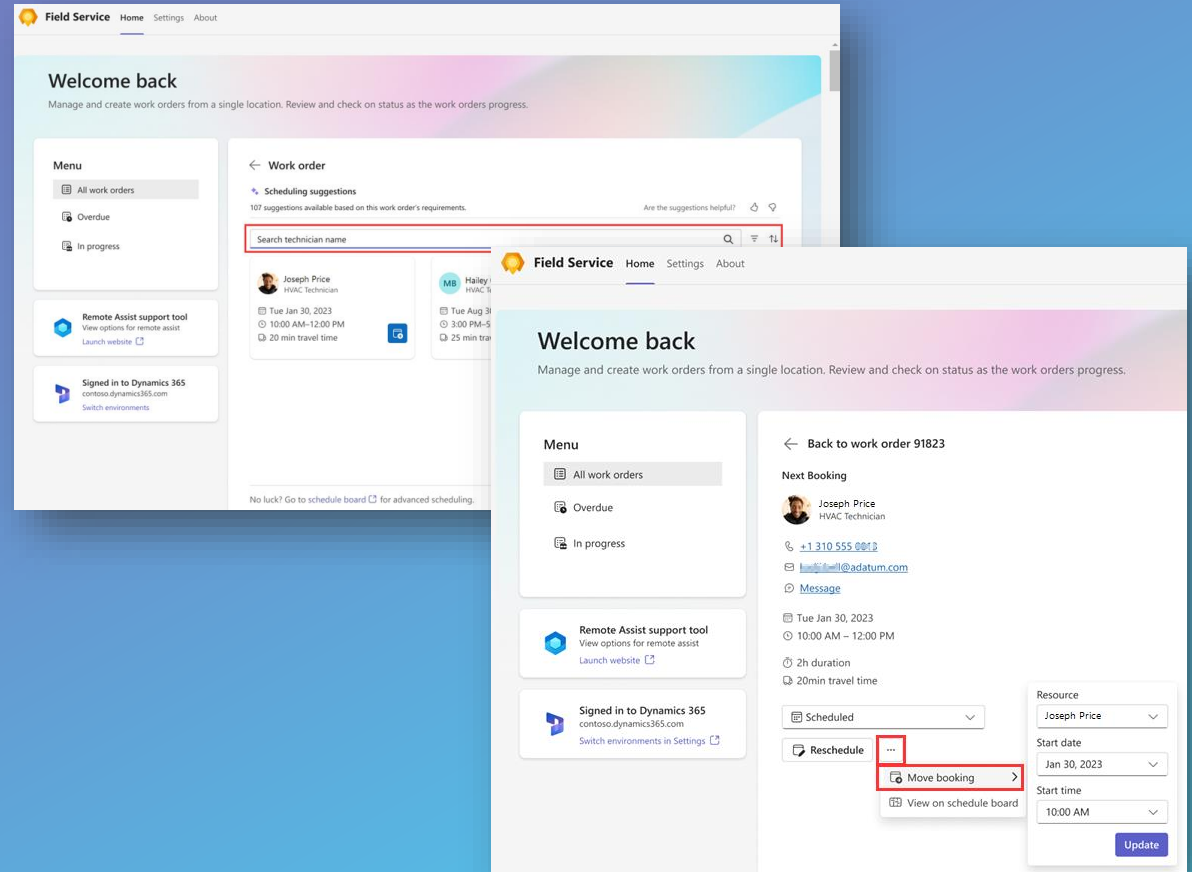 Field Service Home Settings About
Welcome back
Manage and create work orders from a single location. Review and check on status as the work orders progress.
Menu
All work orders
Overdue
In progress
Remote Assist support tool
View options for remote assist
Launch website
Signed in to Dynamics 365
contoso.dynamics365.com
Switch environments
Work order
Scheduling suggestions
107 suggestions available based on this work order's requirements.
Are the suggestions helpful?
Search technician name
Joseph Price
HVAC Technician
Tue Jan 30, 2023
10:00 AM–12:00 PM
20 min travel time
MB
Hailey
HVAC
Tue Aug
3:00 PM–5
25 min
No luck? Go to schedule board for advanced scheduling.
Field Service Home Settings About
Welcome back
Manage and create work orders from a single location. Review and check on status as the work orders progress.
Menu
All work orders
Overdue
In progress
Remote Assist support tool
View options for remote assist
Launch website
Signed in to Dynamics 365
contoso.dynamics365.com
Switch environments in Settings
Back to work order 91823
Next Booking
Joseph Price
HVAC Technician
+1 310 555
@adatum.com
Message
Tue Jan 30, 2023
10:00 AM – 12:00 PM
2h duration
20min travel time
Scheduled
Reschedule
...
Move booking
View on schedule board
Resource
Joseph Price
Start date
Jan 30, 2023
Start time
10:00 AM
Update